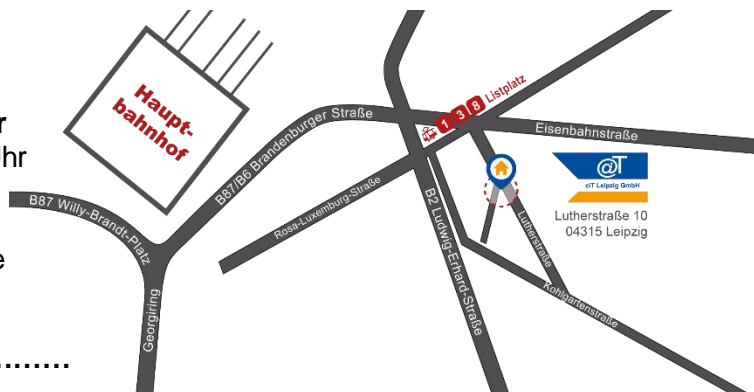 r
Uhr
e
..........
Haupt-
bahnhof
B87 Willy-Brandt-Platz
Georgiring
B87/B6 Brandenburger Straße
Rosa-Luxemburg-Straße
1 3 8 Listplatz
Eisenbahnstraße
B2 Ludwig-Erhard-Straße
Lutherstraße
Kohlgartenstraße
@T
ciT Leipzig GmbH
Lutherstraße 10
04315 Leipzig